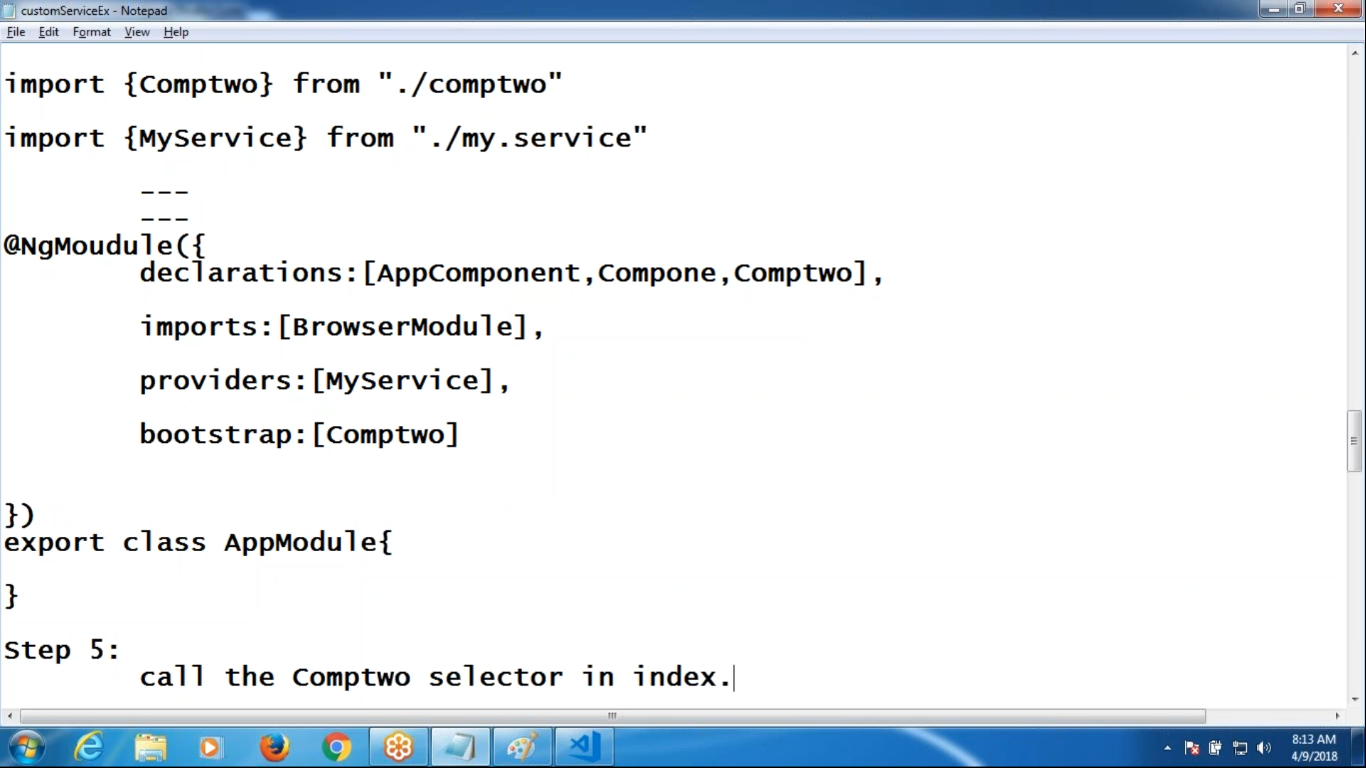 customServiceEx - Notepad
File Edit Format View Help
import {Comptwo} from "./comptwo"
import {MyService} from "./my.service"
---
---
@NgMoudule({
declarations:[AppComponent,Compone,Comptwo],
imports:[BrowserModule],
providers:[MyService],
bootstrap:[Comptwo]
})
export class AppModule{
}
Step 5:
call the Comptwo selector in index.
8:13 AM
4/9/2018